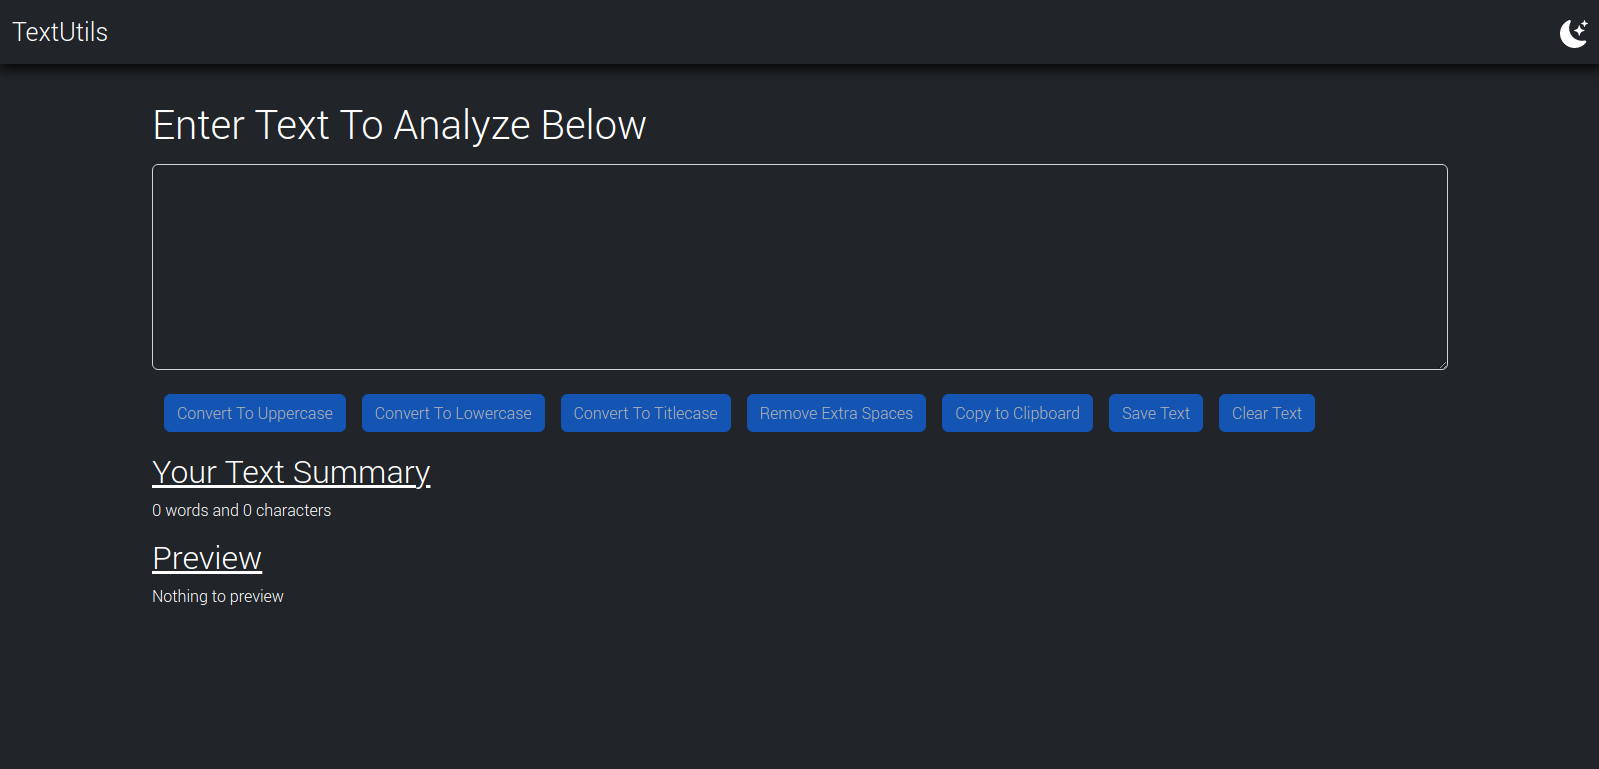 TextUtils
Enter Text To Analyze Below
Convert To Uppercase Convert To Lowercase Convert To Titlecase Remove Extra Spaces Copy to Clipboard Save Text Clear Text
Your Text Summary
0 words and 0 characters
Preview
Nothing to preview